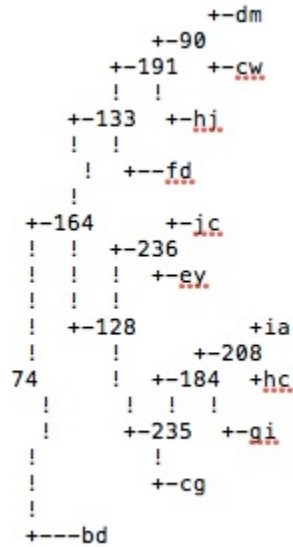 +-dm
+-90
+-191 +-cw
! !
+-133 +-hj
! !
! +--fd
!
+-164 +-jc
! ! +-236
! ! ! +-ey
! ! !
! +-128 +ia
! ! +-208
74 ! +-184 +hc
! ! ! !
! +-235 +-gi
! !
! +-cg
!
+---bd